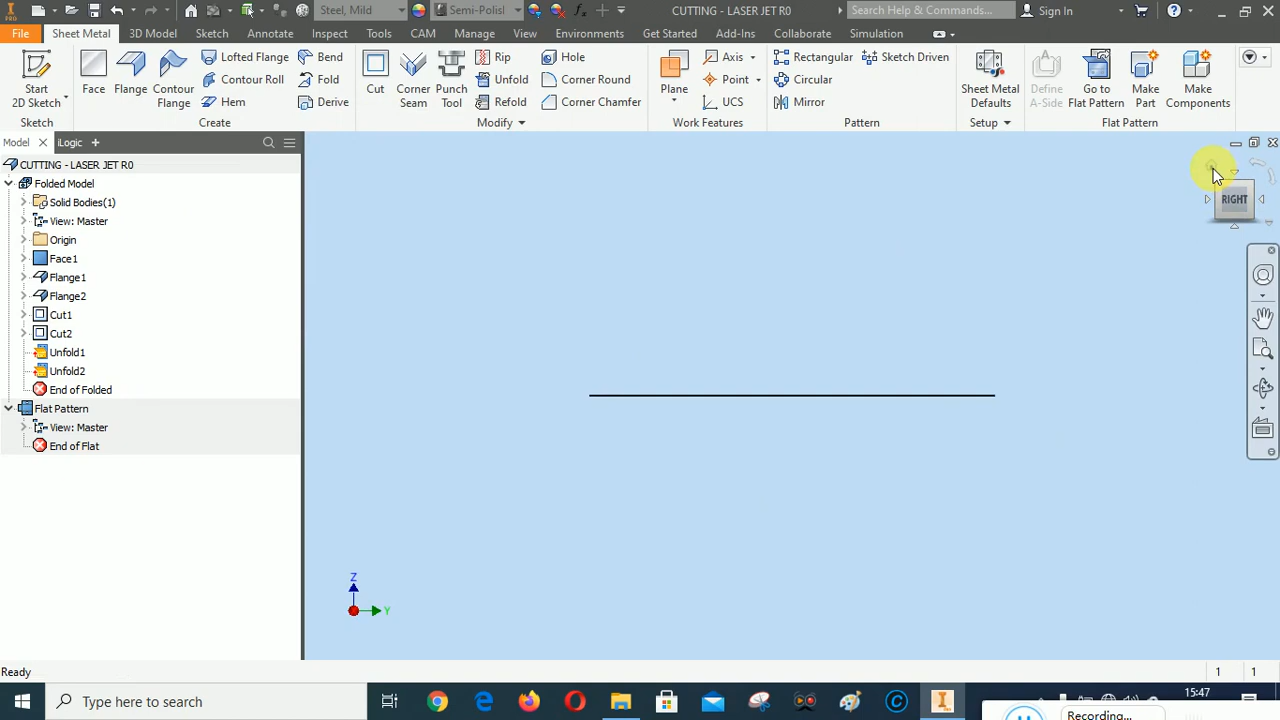 PRO
Steel, Mild
Semi-Polisl
CUTTING - LASER JET R0
Search Help & Commands...
Sign In
File
Sheet Metal
3D Model
Sketch
Annotate
Inspect
Tools
Manage
View
Environments
Get Started
Add-Ins
Collaborate
CAM
Simulation
Start
2D Sketch
Sketch
Face
Flange
Contour
Flange
Lofted Flange
Contour Roll
Hem
Bend
Fold
Derive
Create
Cut
Corner
Seam
Punch
Tool
Rip
Unfold
Refold
Hole
Corner Round
Corner Chamfer
Modify
Plane
Axis
Point
UCS
Work Features
Rectangular
Circular
Mirror
Sketch Driven
Pattern
Sheet Metal
Defaults
Setup
Define
A-Side
Go to
Flat Pattern
Make
Part
Make
Components
Flat Pattern
Model
iLogic
CUTTING - LASER JET R0
Folded Model
Solid Bodies(1)
View: Master
Origin
Face1
Flange1
Flange2
Cut1
Cut2
Unfold1
Unfold2
End of Folded
Flat Pattern
View: Master
End of Flat
RIGHT
Z
Y
Ready
1
1
Type here to search
15:47
Recording...